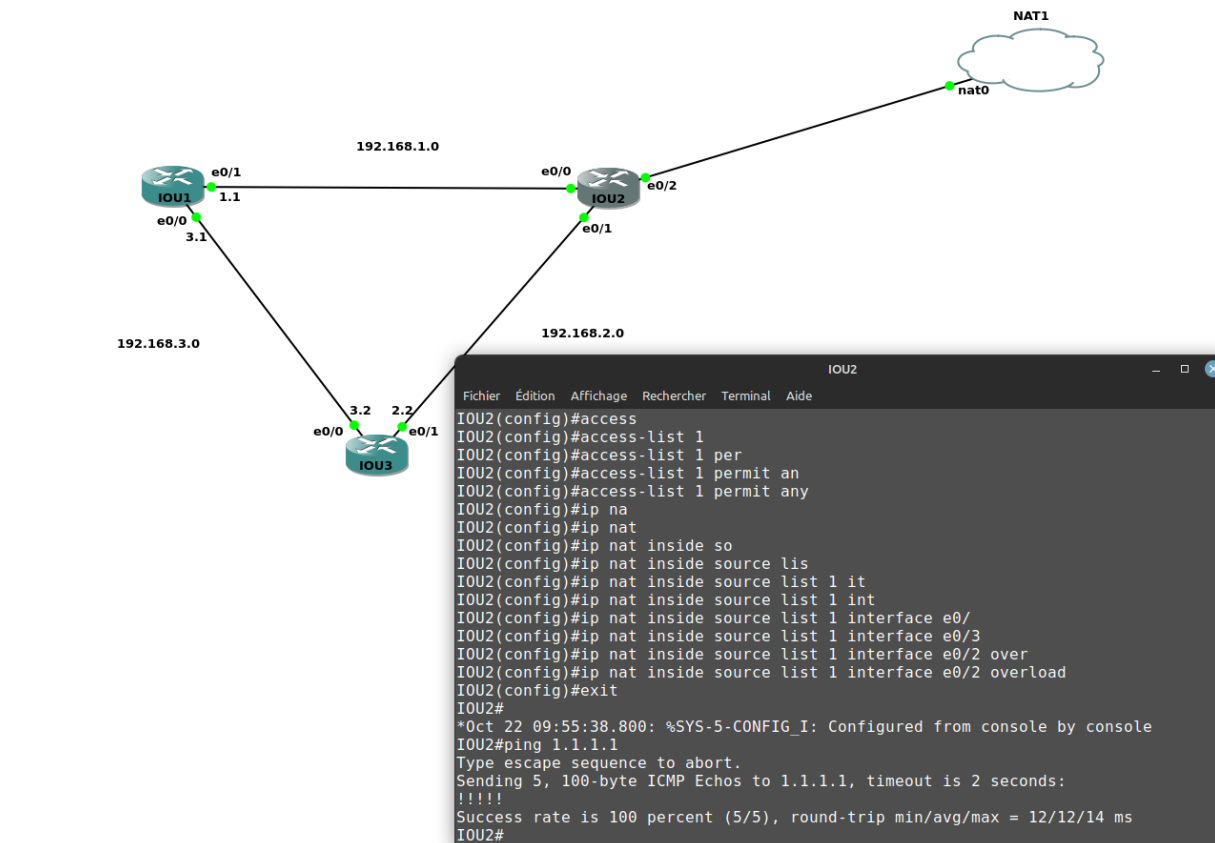 NAT1
nat0
192.168.1.0
e0/1
e0/0
IOU1
1.1
IOU2
e0/2
e0/0
3.1
e0/1
192.168.3.0
192.168.2.0
3.2
2.2
e0/0
e0/1
IOU3
IOU2
Fichier Édition Affichage Rechercher Terminal Aide
IOU2(config)#access
IOU2(config)#access-list 1
IOU2(config)#access-list 1 per
IOU2(config)#access-list 1 permit an
IOU2(config)#access-list 1 permit any
IOU2(config)#ip na
IOU2(config)#ip nat
IOU2(config)#ip nat inside so
IOU2(config)#ip nat inside source lis
IOU2(config)#ip nat inside source list 1 it
IOU2(config)#ip nat inside source list 1 int
IOU2(config)#ip nat inside source list 1 interface e0/
IOU2(config)#ip nat inside source list 1 interface e0/3
IOU2(config)#ip nat inside source list 1 interface e0/2 over
IOU2(config)#ip nat inside source list 1 interface e0/2 overload
IOU2(config)#exit
IOU2#
*Oct 22 09:55:38.800: %SYS-5-CONFIG_I: Configured from console by console
IOU2#ping 1.1.1.1
Type escape sequence to abort.
Sending 5, 100-byte ICMP Echos to 1.1.1.1, timeout is 2 seconds:
!!!!!
Success rate is 100 percent (5/5), round-trip min/avg/max = 12/12/14 ms
IOU2#